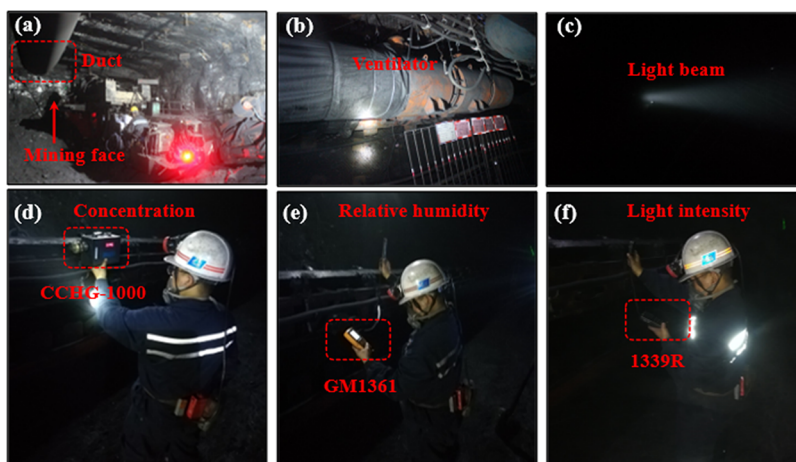 (a)
Duct
Mining face
(b)
Ventilator
(c)
Light beam
(d)
Concentration
CCHG-1000
(e)
Relative humidity
GM1361
(f)
Light intensity
1339R